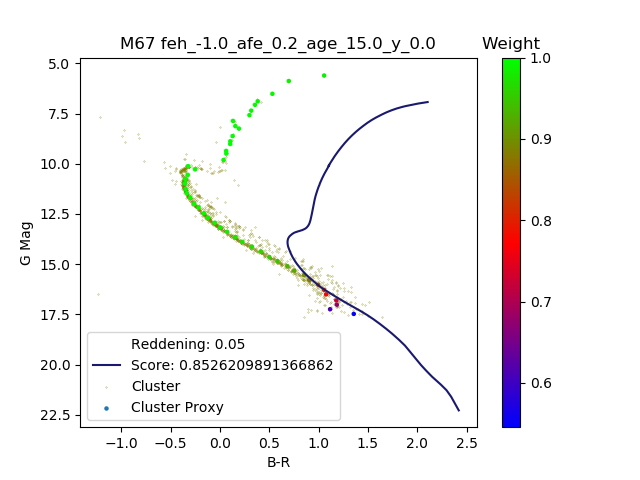 M67 feh_-1.0_afe_0.2_age_15.0_y_0.0
Weight
5.0
7.5
10.0
12.5
15.0
17.5
20.0
22.5
G Mag
−1.0
−0.5
0.0
0.5
1.0
1.5
2.0
2.5
B-R
Reddening: 0.05
Score: 0.8526209891366862
Cluster
Cluster Proxy
1.0
0.9
0.8
0.7
0.6